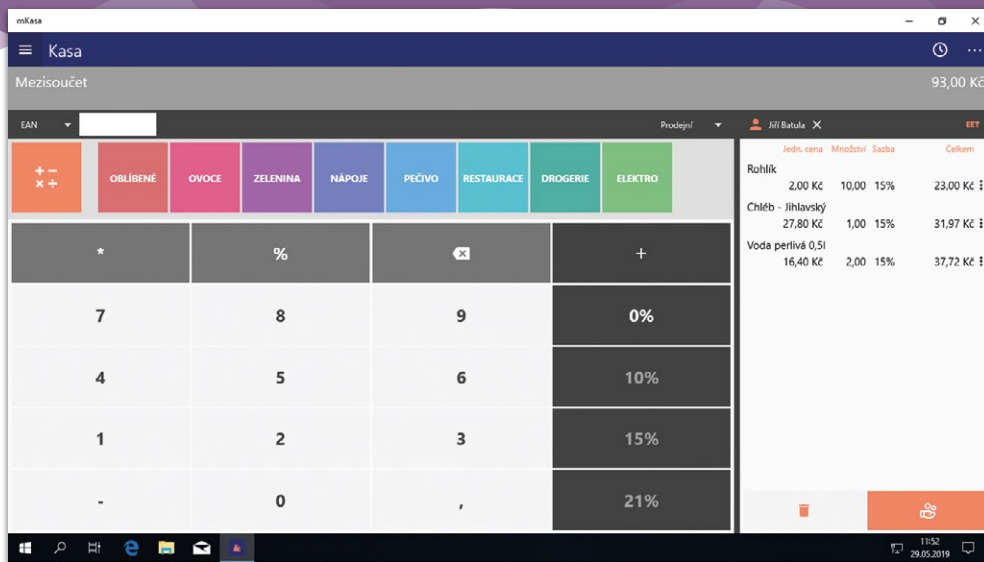 mKasa
Kasa
Mezisoučet 93,00 Kč
EAN Prodejní Jiří Batula EET
OBLÍBENÉ OVOCE ZELENINA NÁPOJE PEČIVO RESTAURACE DROGERIE ELEKTRO
Jedn. cena Množství Sazba Celkem
Rohlík
2,00 Kč 10,00 15% 23,00 Kč
Chléb - Jihlavský
27,80 Kč 1,00 15% 31,97 Kč
Voda perlivá 0,5l
16,40 Kč 2,00 15% 37,72 Kč
* % +
7 8 9 0%
4 5 6 10%
1 2 3 15%
- 0 , 21%
11:52
29.05.2019